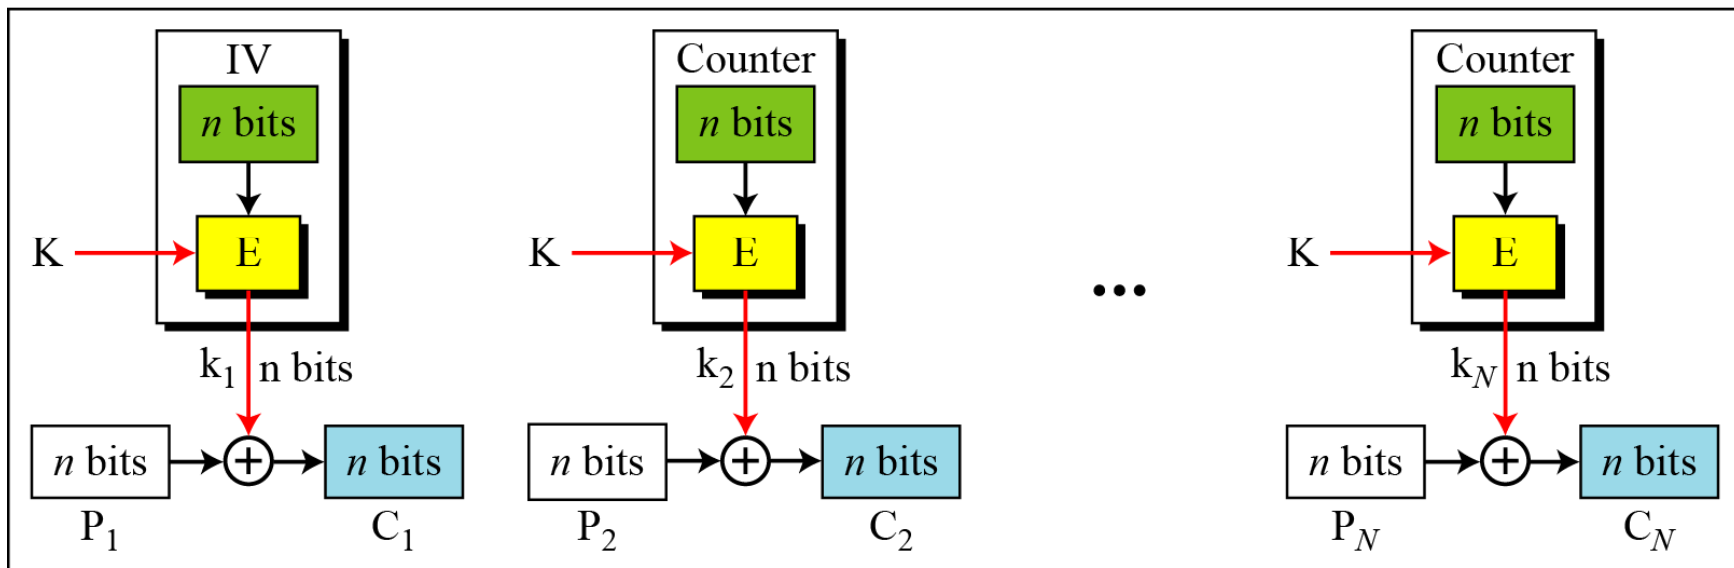 IV Counter Counter
n bits n bits n bits
K E K E ... K E
k1 n bits k2 n bits kN n bits
n bits + n bits n bits + n bits n bits + n bits
P1 C1 P2 C2 PN CN